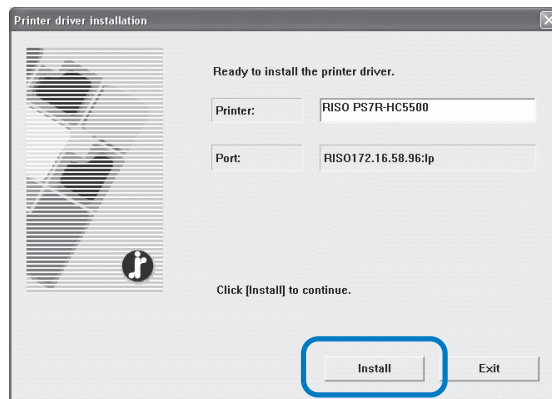 Printer driver installation
Ready to install the printer driver.
Printer: RISO PS7R-HC5500
Port: RISO172.16.58.96:lp
Click [Install] to continue.
Install Exit